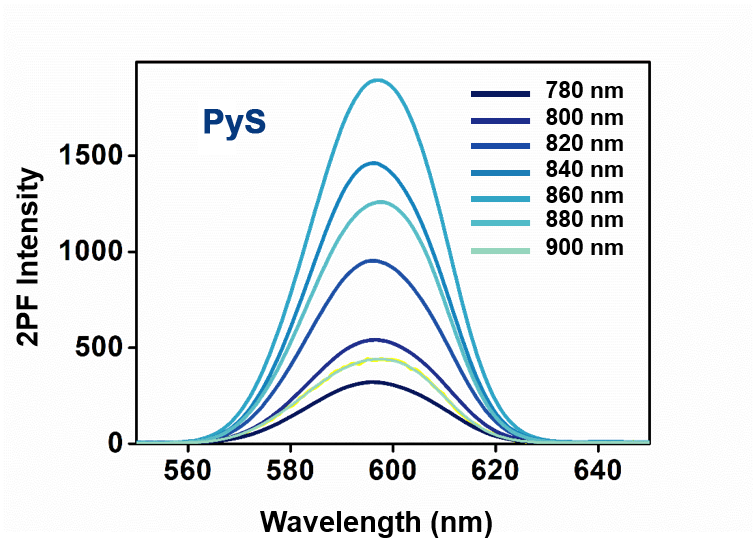 PyS
780 nm
800 nm
820 nm
840 nm
860 nm
880 nm
900 nm
2PF Intensity
1500
1000
500
0
560 580 600 620 640
Wavelength (nm)